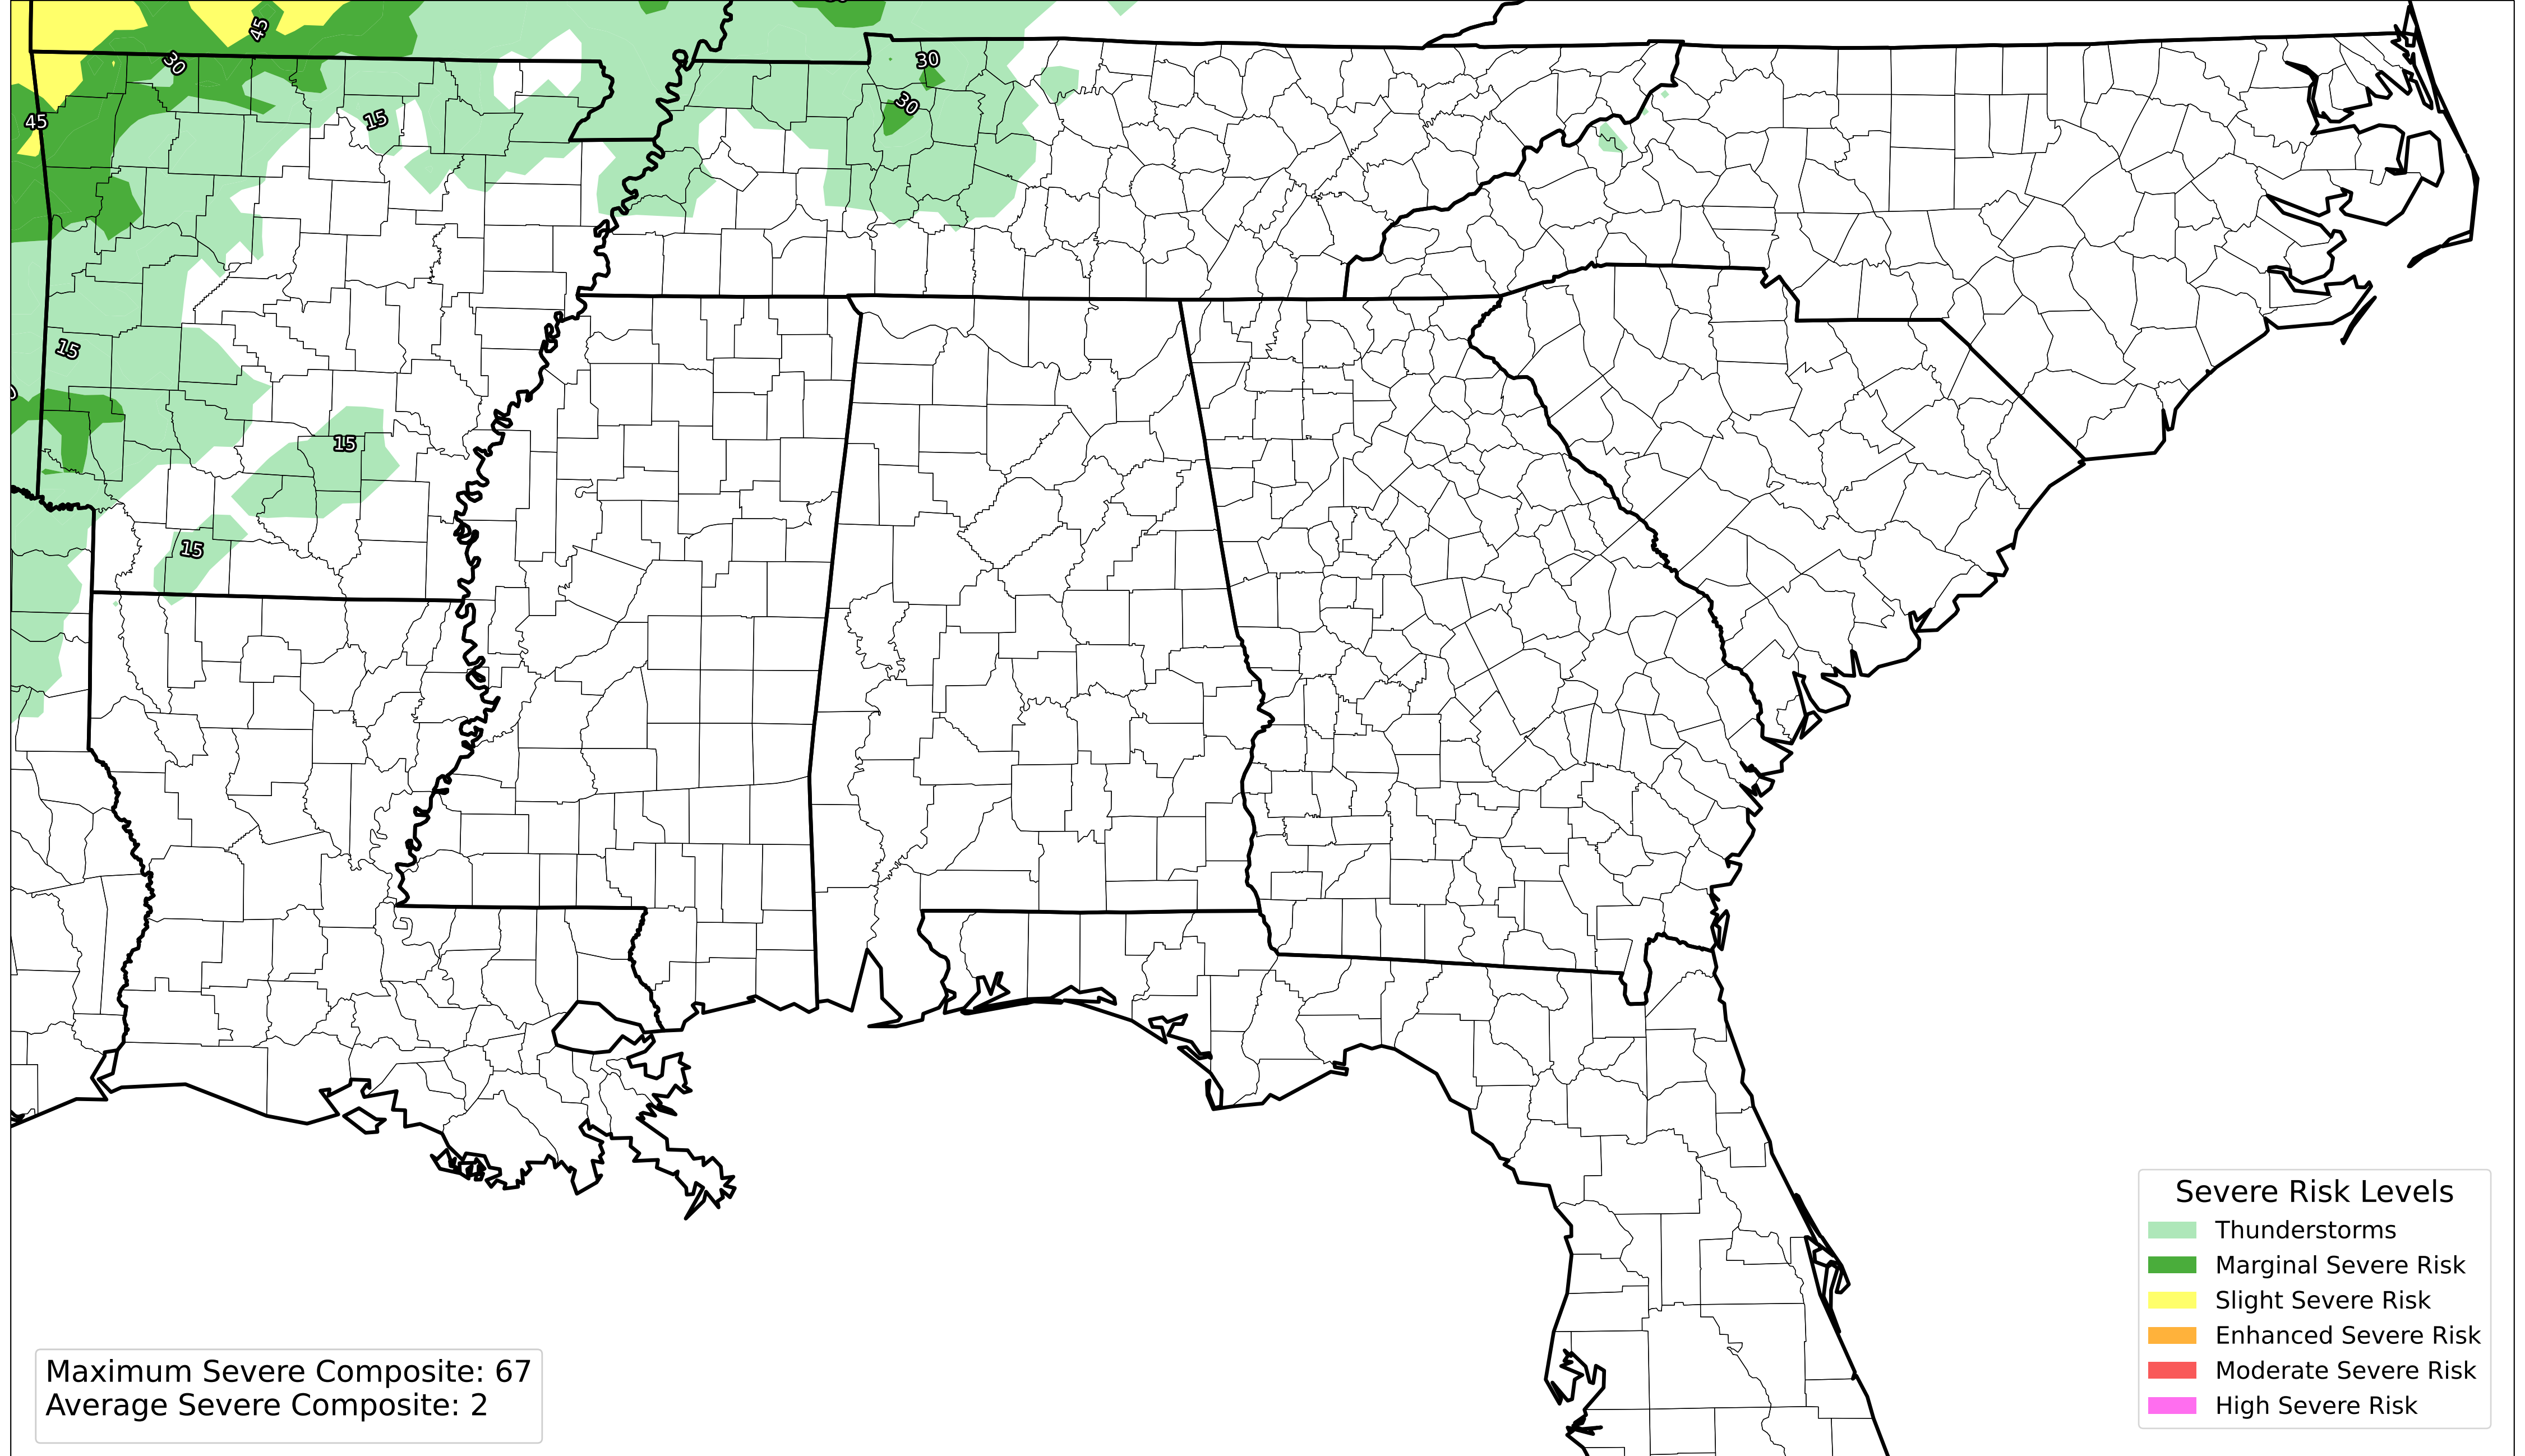 45
30
30
45
30
15
15
15
15
Severe Risk Levels
Thunderstorms
Marginal Severe Risk
Slight Severe Risk
Enhanced Severe Risk
Moderate Severe Risk
High Severe Risk
Maximum Severe Composite: 67
Average Severe Composite: 2